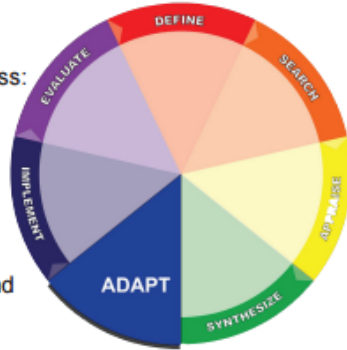 DEFINE
SEARCH
APPRAISE
SYNTHESIZE
ADAPT
IMPLEMENT
EVALUATE
ss:
nd